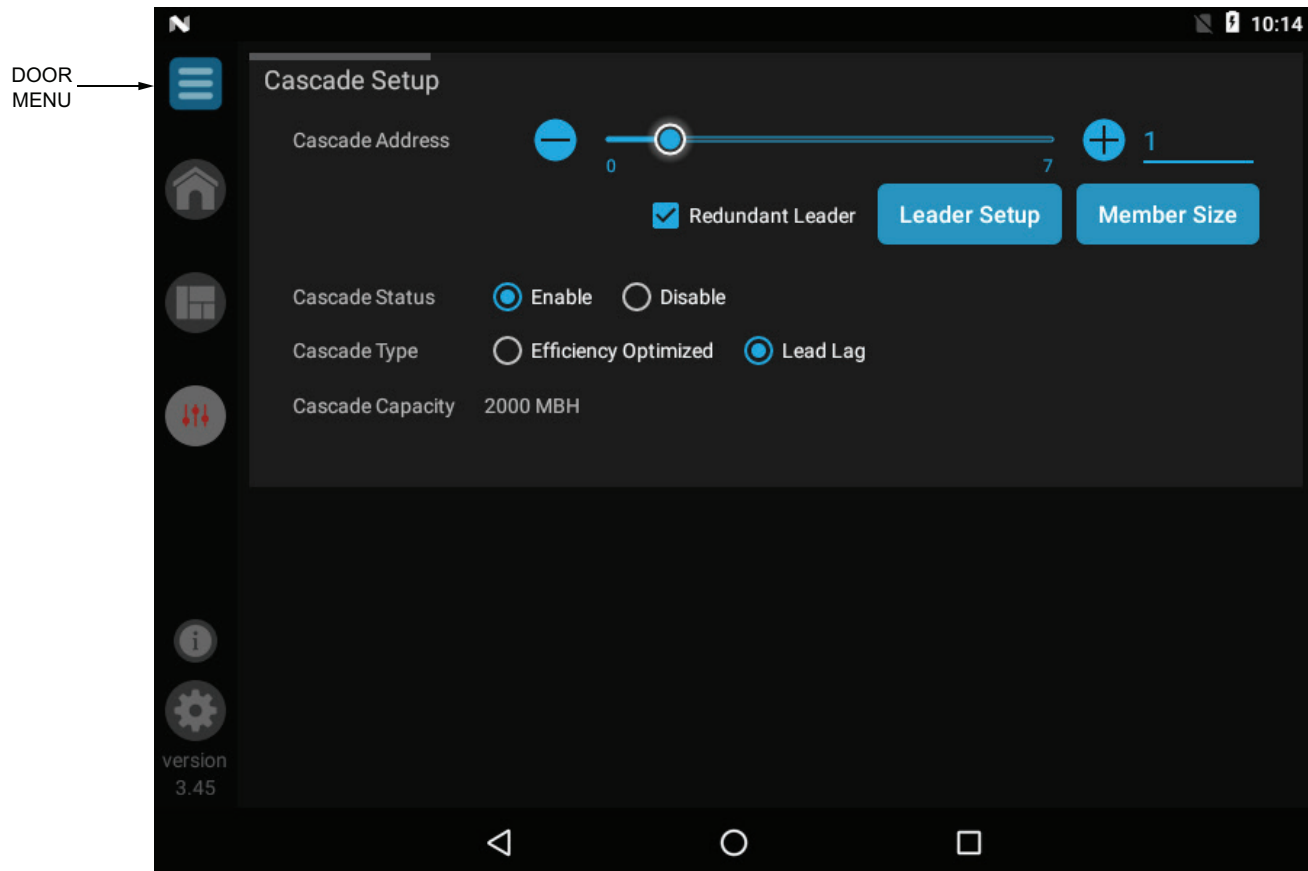 10:14
DOOR
MENU
Cascade Setup
Cascade Address
0
7
1
Redundant Leader
Leader Setup
Member Size
Cascade Status Enable Disable
Cascade Type Efficiency Optimized Lead Lag
Cascade Capacity 2000 MBH
i
version
3.45